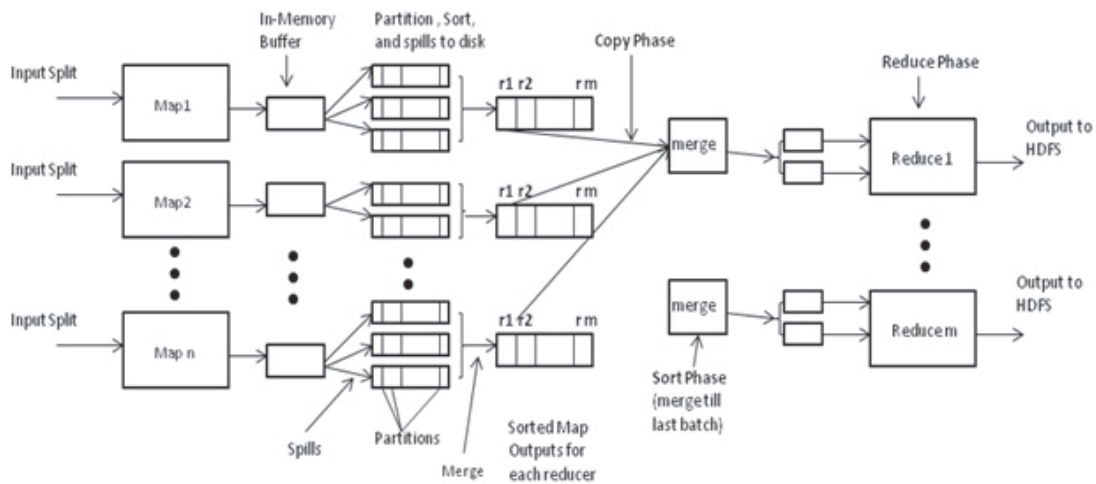 In-Memory
Buffer
Partition , Sort,
and spills to disk
Copy Phase
Reduce Phase
Input Split
Map1
r1 r2 r m
merge
Reduce 1
Output to
HDFS
Input Split
Map2
r1 r2 r m
Input Split
Map n
r1 r2 r m
merge
Reduce m
Output to
HDFS
Sort Phase
(merge till
last batch)
Spills
Partitions
Merge
Sorted Map
Outputs for
each reducer